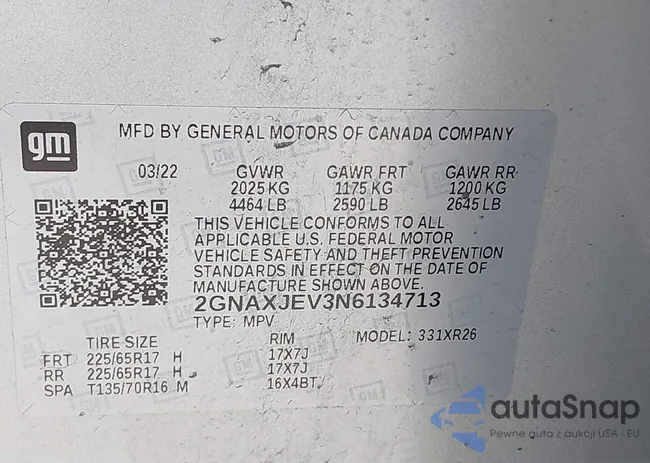 gm
MFD BY GENERAL MOTORS OF CANADA COMPANY
03/22 GVWR GAWR FRT GAWR RR
2025 KG 1175 KG 1200 KG
4464 LB 2590 LB 2645 LB
THIS VEHICLE CONFORMS TO ALL
APPLICABLE U.S. FEDERAL MOTOR
VEHICLE SAFETY AND THEFT PREVENTION
STANDARDS IN EFFECT ON THE DATE OF
MANUFACTURE SHOWN ABOVE.
2GNAXJEV3N6134713
TYPE: MPV MODEL: 331XR26
TIRE SIZE RIM
FRT 225/65R17 H 17X7J
RR 225/65R17 H 17X7J
SPA T135/70R16 M 16X4BT
autaSnap
Pewne auta z aukcji USA i EU